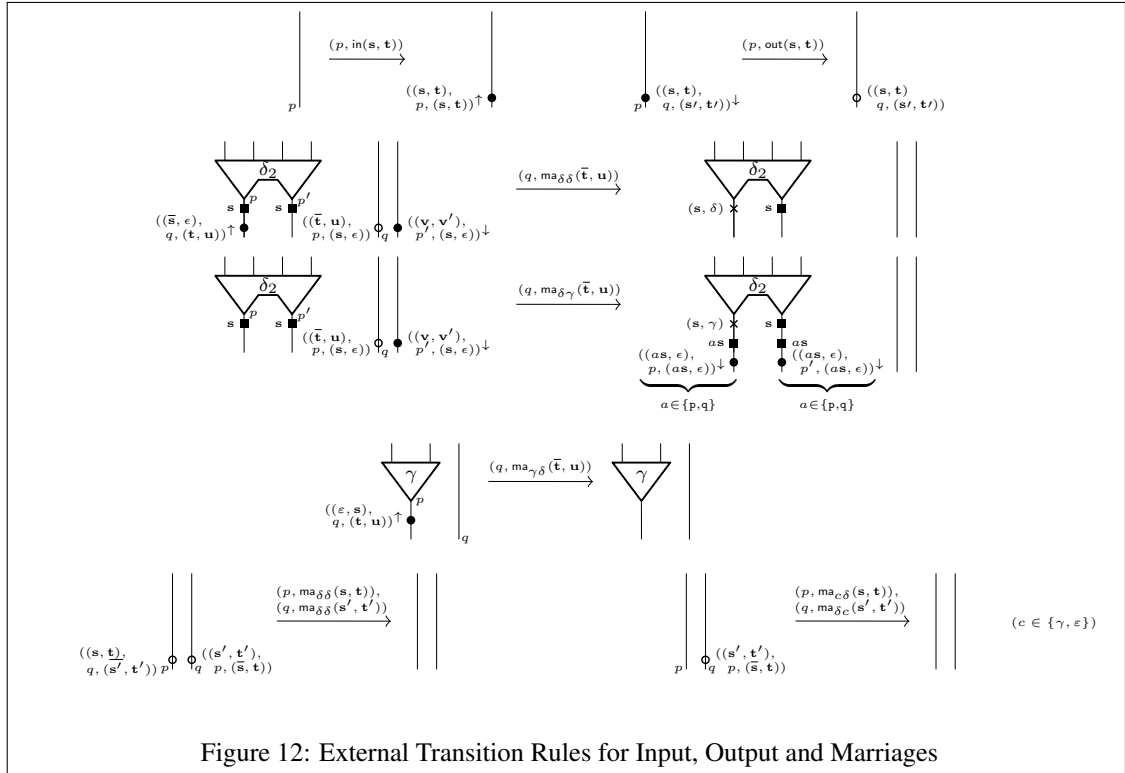 (p, in(s, t))
(p, out(s, t))
p
((s, t),
p, (s, t))↑
p
((s, t),
q, (s′, t′))↓
((s, t)
q, (s′, t′))
δ2
p
p′
s
s
((s̄, ϵ),
q, (t, u))↑
((t̄, u),
p, (s, ϵ))
q
((v, v′),
p′, (s, ϵ))↓
(q, maδδ(t̄, u))
δ2
(s, δ)
s
δ2
p
p′
s
s
((t̄, u),
p, (s, ϵ))
q
((v, v′),
p′, (s, ϵ))↓
(q, maδγ(t̄, u))
δ2
(s, γ)
s
as
as
((as, ϵ),
p, (as, ϵ))↓
((as, ϵ),
p′, (as, ϵ))↓
a∈{p,q}
a∈{p,q}
γ
p
((ε, s),
q, (t, u))↑
q
(q, maγδ(t̄, u))
γ
(p, maδδ(s, t)),
(q, maδδ(s′, t′))
((s, t),
q, (s̄′, t′))
p
q
((s′, t′),
p, (s̄, t))
(p, macδ(s, t)),
(q, maδc(s′, t′))
p
q
((s′, t′),
p, (s̄, t))
(c ∈ {γ, ε})
Figure 12: External Transition Rules for Input, Output and Marriages